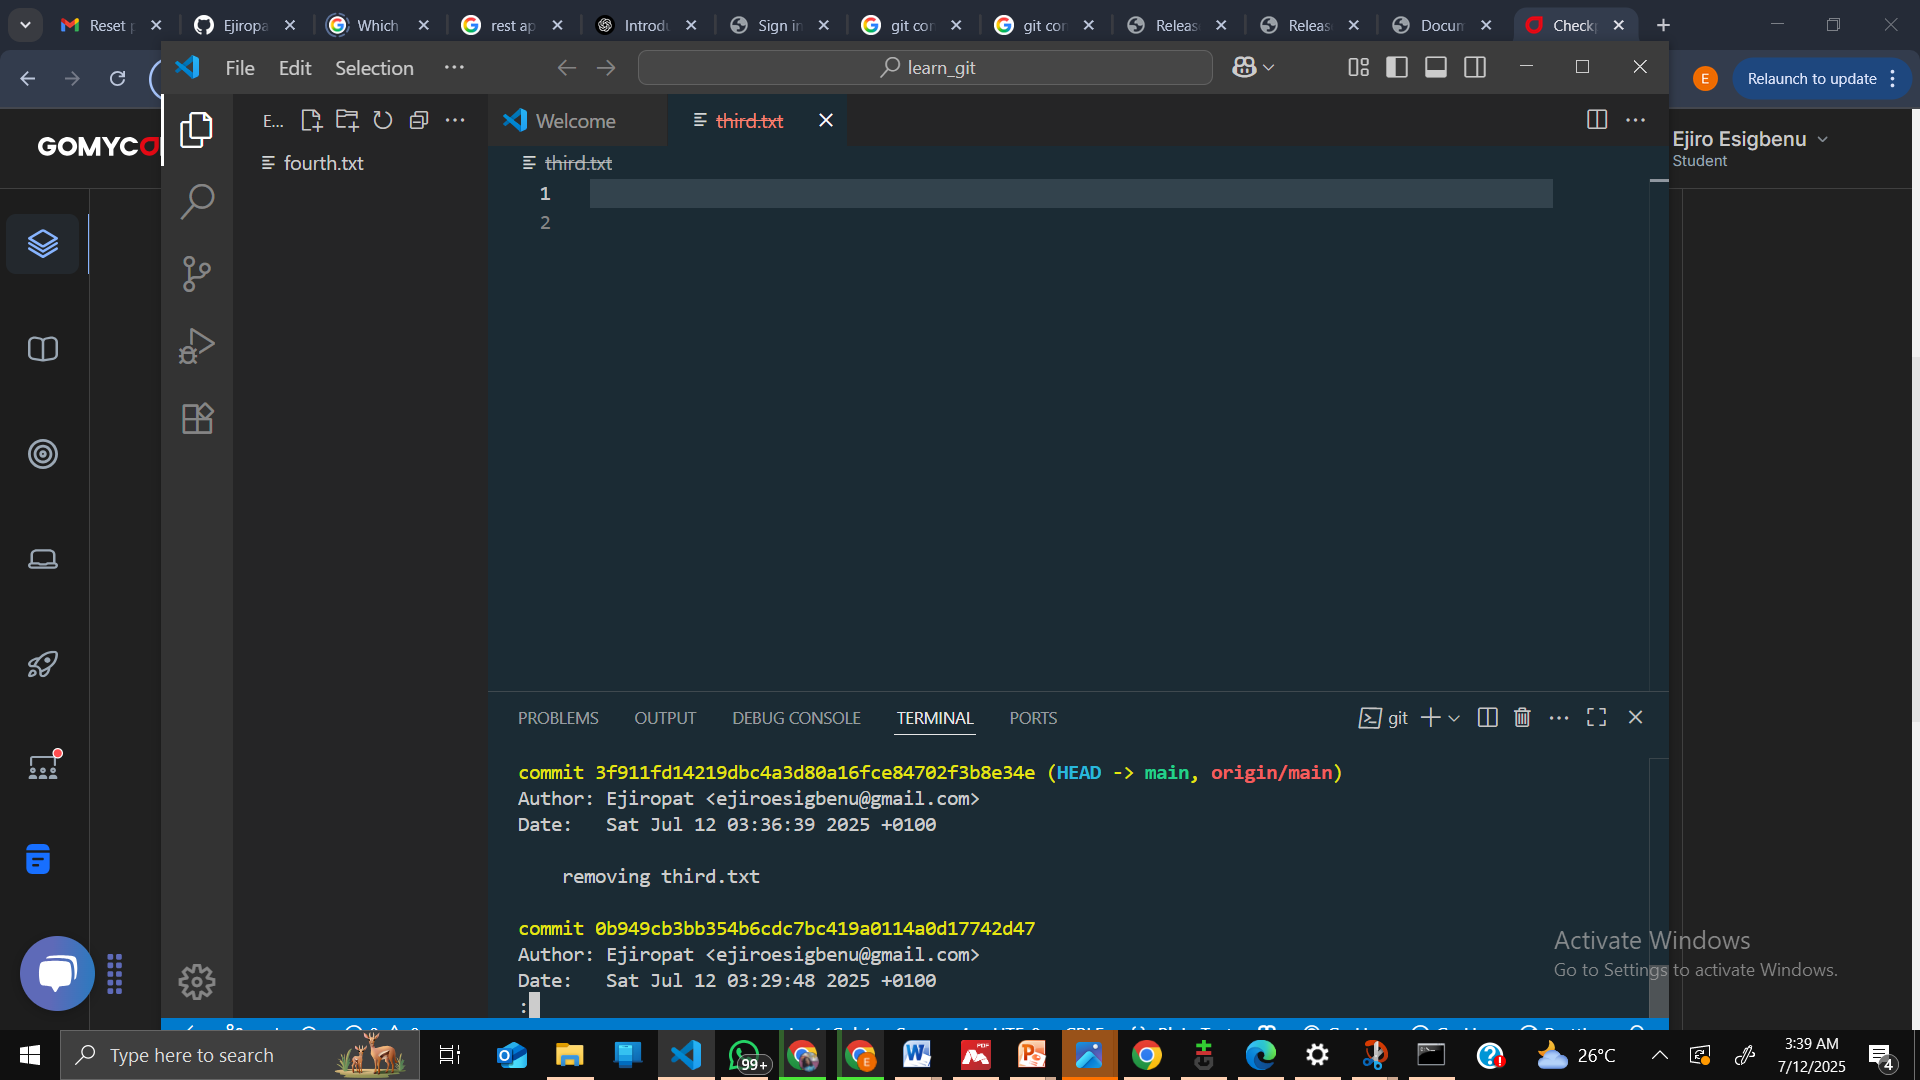 Reset p
Ejiropa
Which
rest ap
Introdu
Sign in
git con
git con
Releas
Releas
Docum
Check
File Edit Selection
learn_git
E
Relaunch to update
GOMYCO
E...
Welcome
third.txt
Ejiro Esigbenu
Student
fourth.txt
third.txt
1
2
PROBLEMS OUTPUT DEBUG CONSOLE TERMINAL PORTS
git
commit 3f911fd14219dbc4a3d80a16fce84702f3b8e34e (HEAD -> main, origin/main)
Author: Ejiropat <ejiroesigbenu@gmail.com>
Date: Sat Jul 12 03:36:39 2025 +0100
removing third.txt
commit 0b949cb3bb354b6cdc7bc419a0114a0d17742d47
Author: Ejiropat <ejiroesigbenu@gmail.com>
Date: Sat Jul 12 03:29:48 2025 +0100
:
Activate Windows
Go to Settings to activate Windows.
Type here to search
99+
E
26°C
3:39 AM
7/12/2025
4